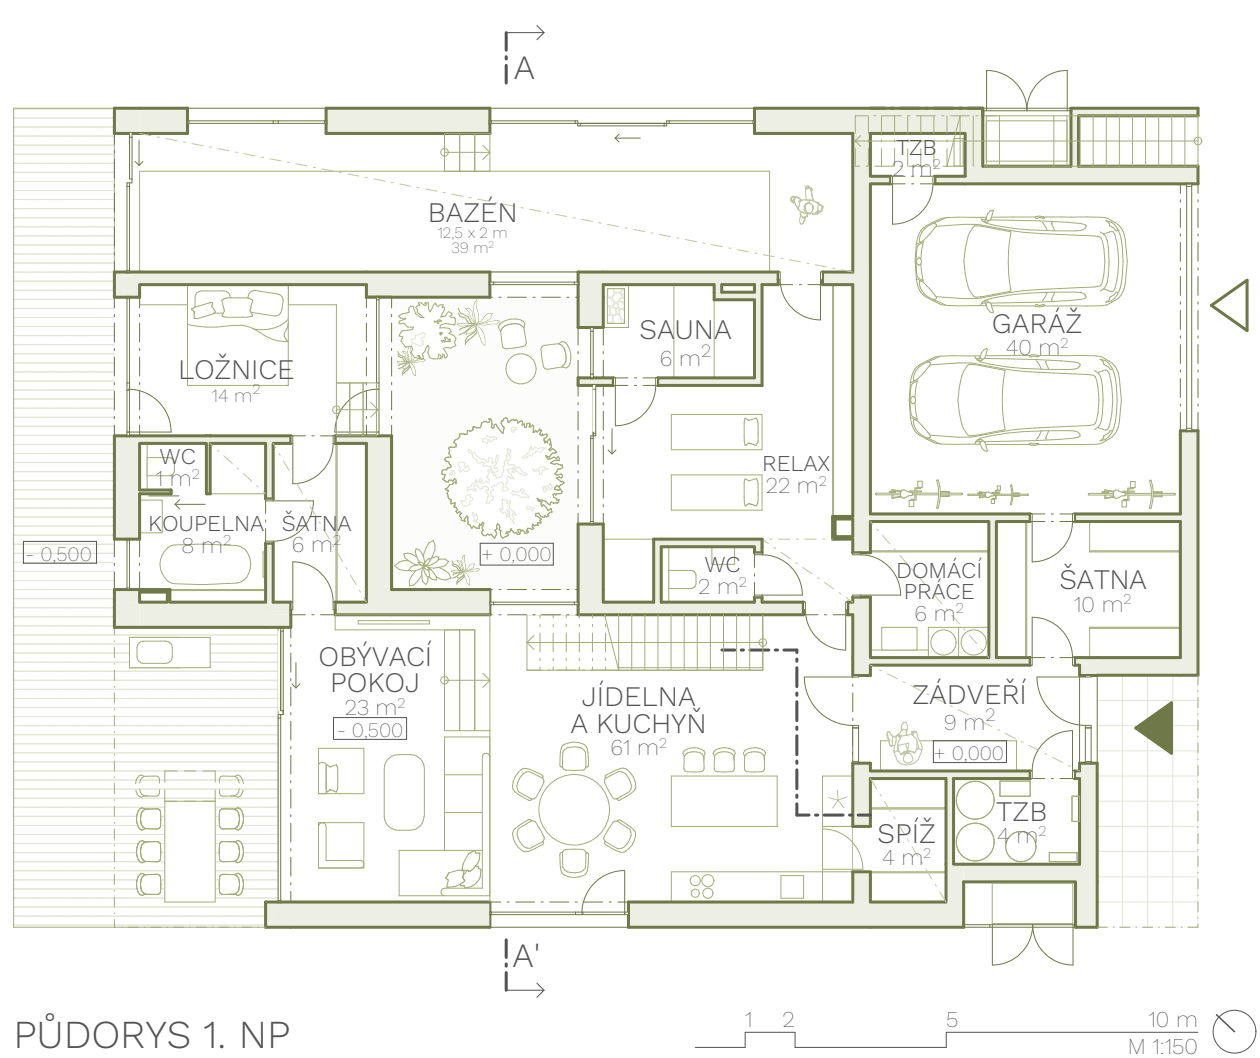 A
TZB
2 m²
BAZÉN
12,5 x 2 m
39 m²
GARÁŽ
40 m²
SAUNA
6 m²
LOŽNICE
14 m²
WC
1 m²
RELAX
22 m²
KOUPELNA
8 m²
ŠATNA
6 m²
- 0,500
+ 0,000
WC
2 m²
DOMÁCÍ
PRÁCE
6 m²
ŠATNA
10 m²
OBÝVACÍ
POKOJ
23 m²
- 0,500
JÍDELNA
A KUCHYŇ
61 m²
ZÁDVEŘÍ
9 m²
+ 0,000
SPÍŽ
4 m²
TZB
4 m²
A'
PŮDORYS 1. NP
1 2 5 10 m
M 1:150